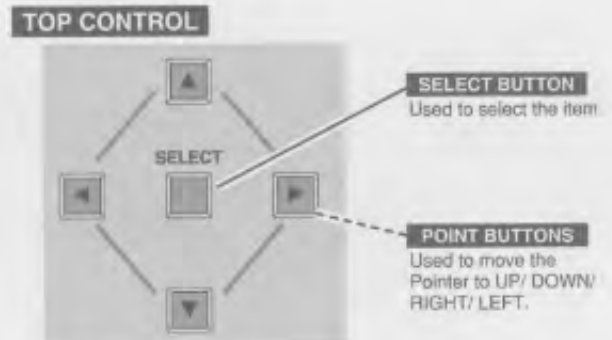 TOP CONTROL
SELECT
SELECT BUTTON
Used to select the item
POINT BUTTONS
Used to move the
Pointer to UP/ DOWN/
RIGHT/ LEFT.